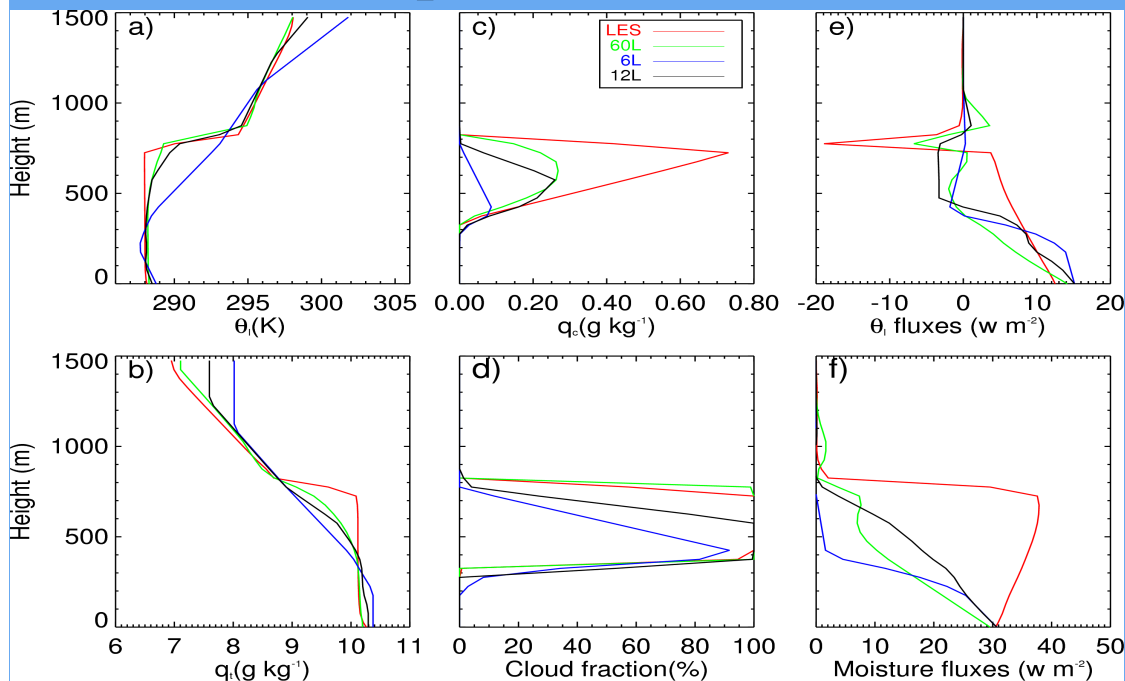 a)
1500
1000
500
0
Height (m)
290
295
300
305
θₗ(K)
c)
LES
60L
6L
12L
0.00
0.20
0.40
0.60
0.80
q꜀(g kg⁻¹)
e)
-20
-10
0
10
20
θₗ fluxes (w m⁻²)
b)
1500
1000
500
0
Height (m)
6
7
8
9
10
11
qₜ(g kg⁻¹)
d)
0
20
40
60
80
100
Cloud fraction(%)
f)
0
10
20
30
40
50
Moisture fluxes (w m⁻²)